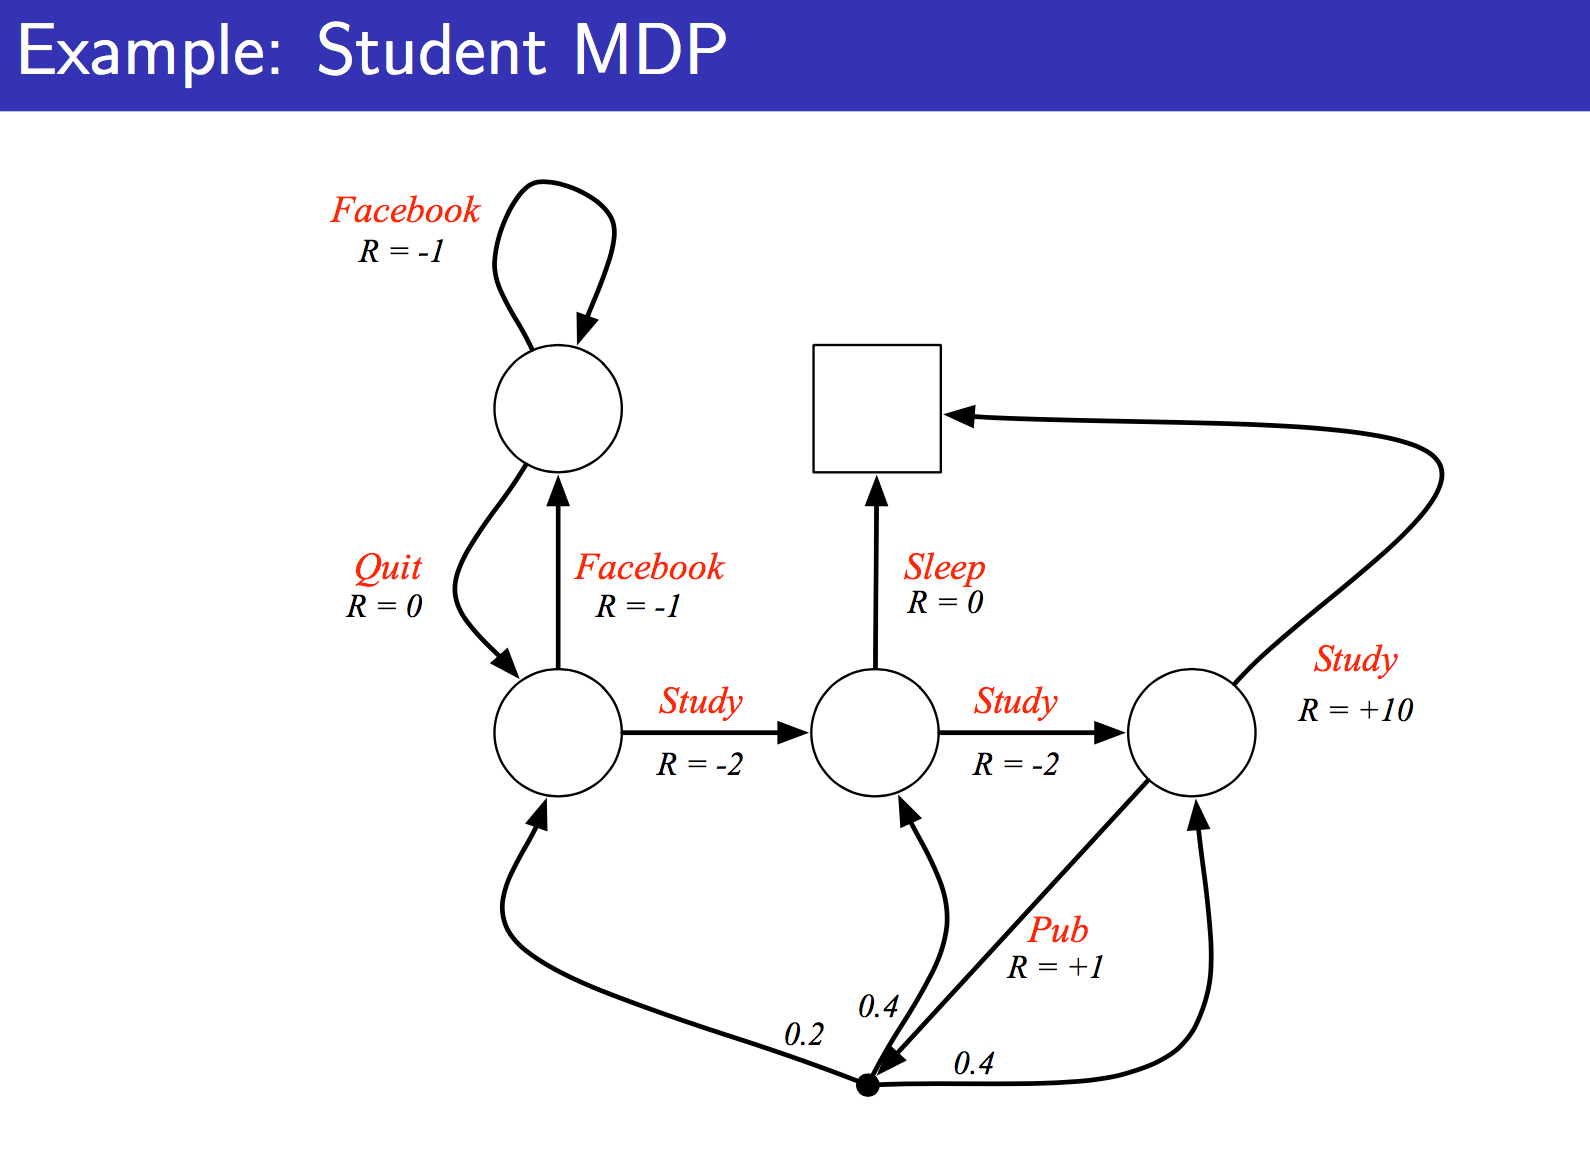 Example: Student MDP
Facebook
R = -1
Quit
R = 0
Facebook
R = -1
Sleep
R = 0
Study
R = +10
Study
R = -2
Study
R = -2
Pub
R = +1
0.4
0.2
0.4